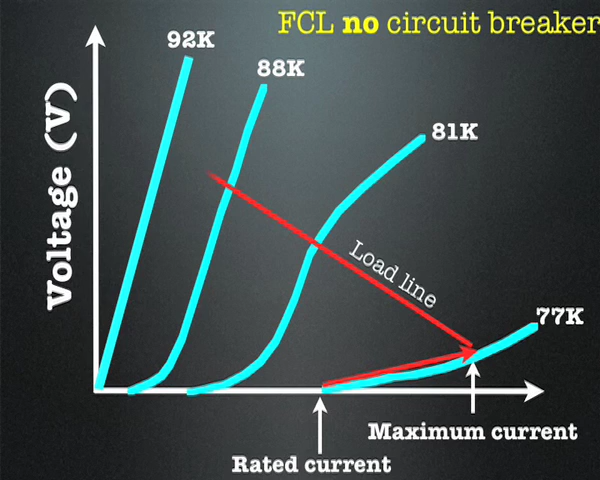 FCL no circuit breaker
92K
88K
81K
Voltage (V)
Load line
77K
Maximum current
Rated current